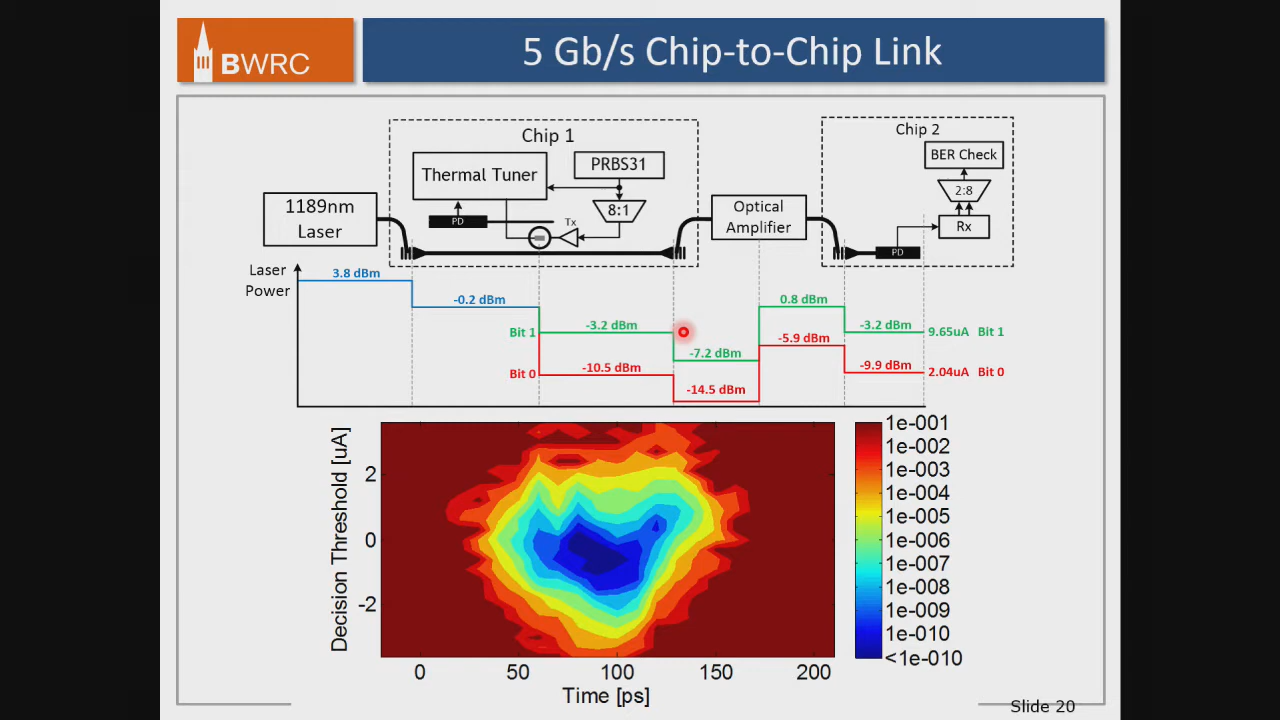 BWRC
5 Gb/s Chip-to-Chip Link
Chip 1
Chip 2
Thermal Tuner
PRBS31
BER Check
1189nm
Laser
PD
Tx
8:1
Optical
Amplifier
2:8
Rx
PD
Laser
Power
3.8 dBm
-0.2 dBm
Bit 1
-3.2 dBm
-7.2 dBm
0.8 dBm
-3.2 dBm
9.65uA Bit 1
Bit 0
-10.5 dBm
-14.5 dBm
-5.9 dBm
-9.9 dBm
2.04uA Bit 0
Decision Threshold [uA]
2
0
-2
0
50
100
150
200
Time [ps]
1e-001
1e-002
1e-003
1e-004
1e-005
1e-006
1e-007
1e-008
1e-009
1e-010
<1e-010
Slide 20